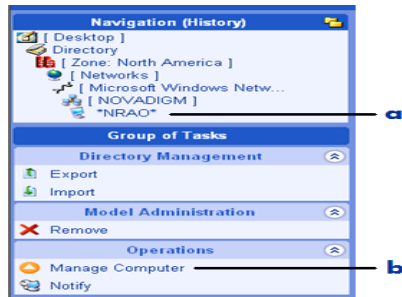 Navigation (History)
[ Desktop ]
Directory
[ Zone: North America ]
[ Networks ]
[ Microsoft Windows Netw...
[ NOVADIGM ]
*NRAO*
a
Group of Tasks
Directory Management
Export
Import
Model Administration
Remove
Operations
Manage Computer
b
Notify